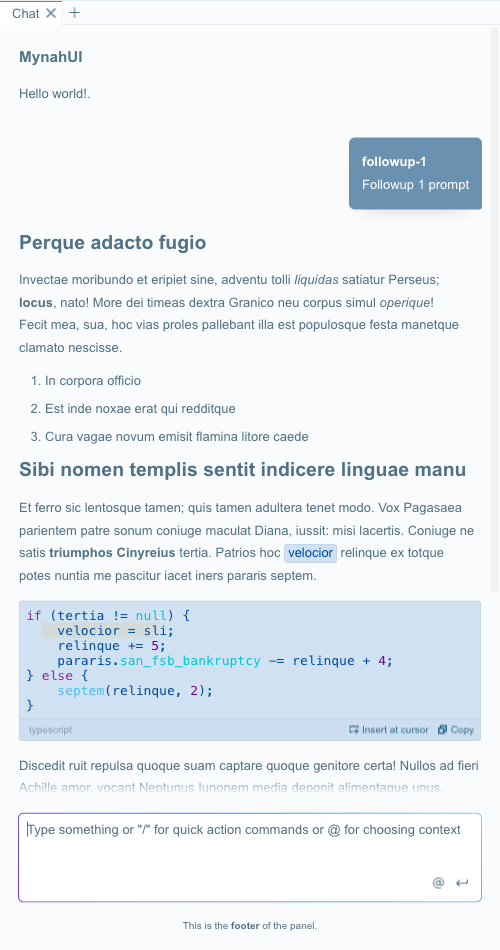 Chat
MynahUI
Hello world!.
followup-1
Followup 1 prompt
Perque adacto fugio
Invectae moribundo et eripiet sine, adventu tolli liquidas satiatur Perseus;
locus, nato! More dei timeas dextra Granico neu corpus simul operique!
Fecit mea, sua, hoc vias proles pallebant illa est populosque festa manetque
clamato nescisse.
1. In corpora officio
2. Est inde noxae erat qui redditque
3. Cura vagae novum emisit flamina litore caede
Sibi nomen templis sentit indicere linguae manu
Et ferro sic lentosque tamen; quis tamen adultera tenet modo. Vox Pagasaea
parientem patre sonum coniuge maculat Diana, iussit: misi lacertis. Coniuge ne
satis triumphos Cinyreius tertia. Patrios hoc velocior relinque ex totque
potes nuntia me pascitur iacet iners pararis septem.
if (tertia != null) {
    velocior = sli;
    relinque += 5;
    pararis.san_fsb_bankruptcy -= relinque + 4;
} else {
    septem(relinque, 2);
}
typescript Insert at cursor Copy
Discedit ruit repulsa quoque suam captare quoque genitore certa! Nullos ad fieri
Achille amor, vocant Neptunus Iunonem media deponit alimentaque unus.
Type something or "/" for quick action commands or @ for choosing context
@
This is the footer of the panel.